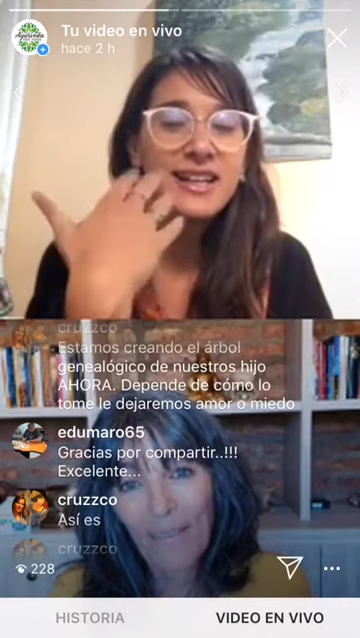 Tu video en vivo
hace 2 h
Ayurveda
cruzzco
Estamos creando el árbol
genealógico de nuestros hijo
AHORA. Depende de cómo lo
tome le dejaremos amor o miedo
edumaro65
Gracias por compartir..!!!
Excelente...
cruzzco
Así es
cruzzco
228
HISTORIA
VIDEO EN VIVO